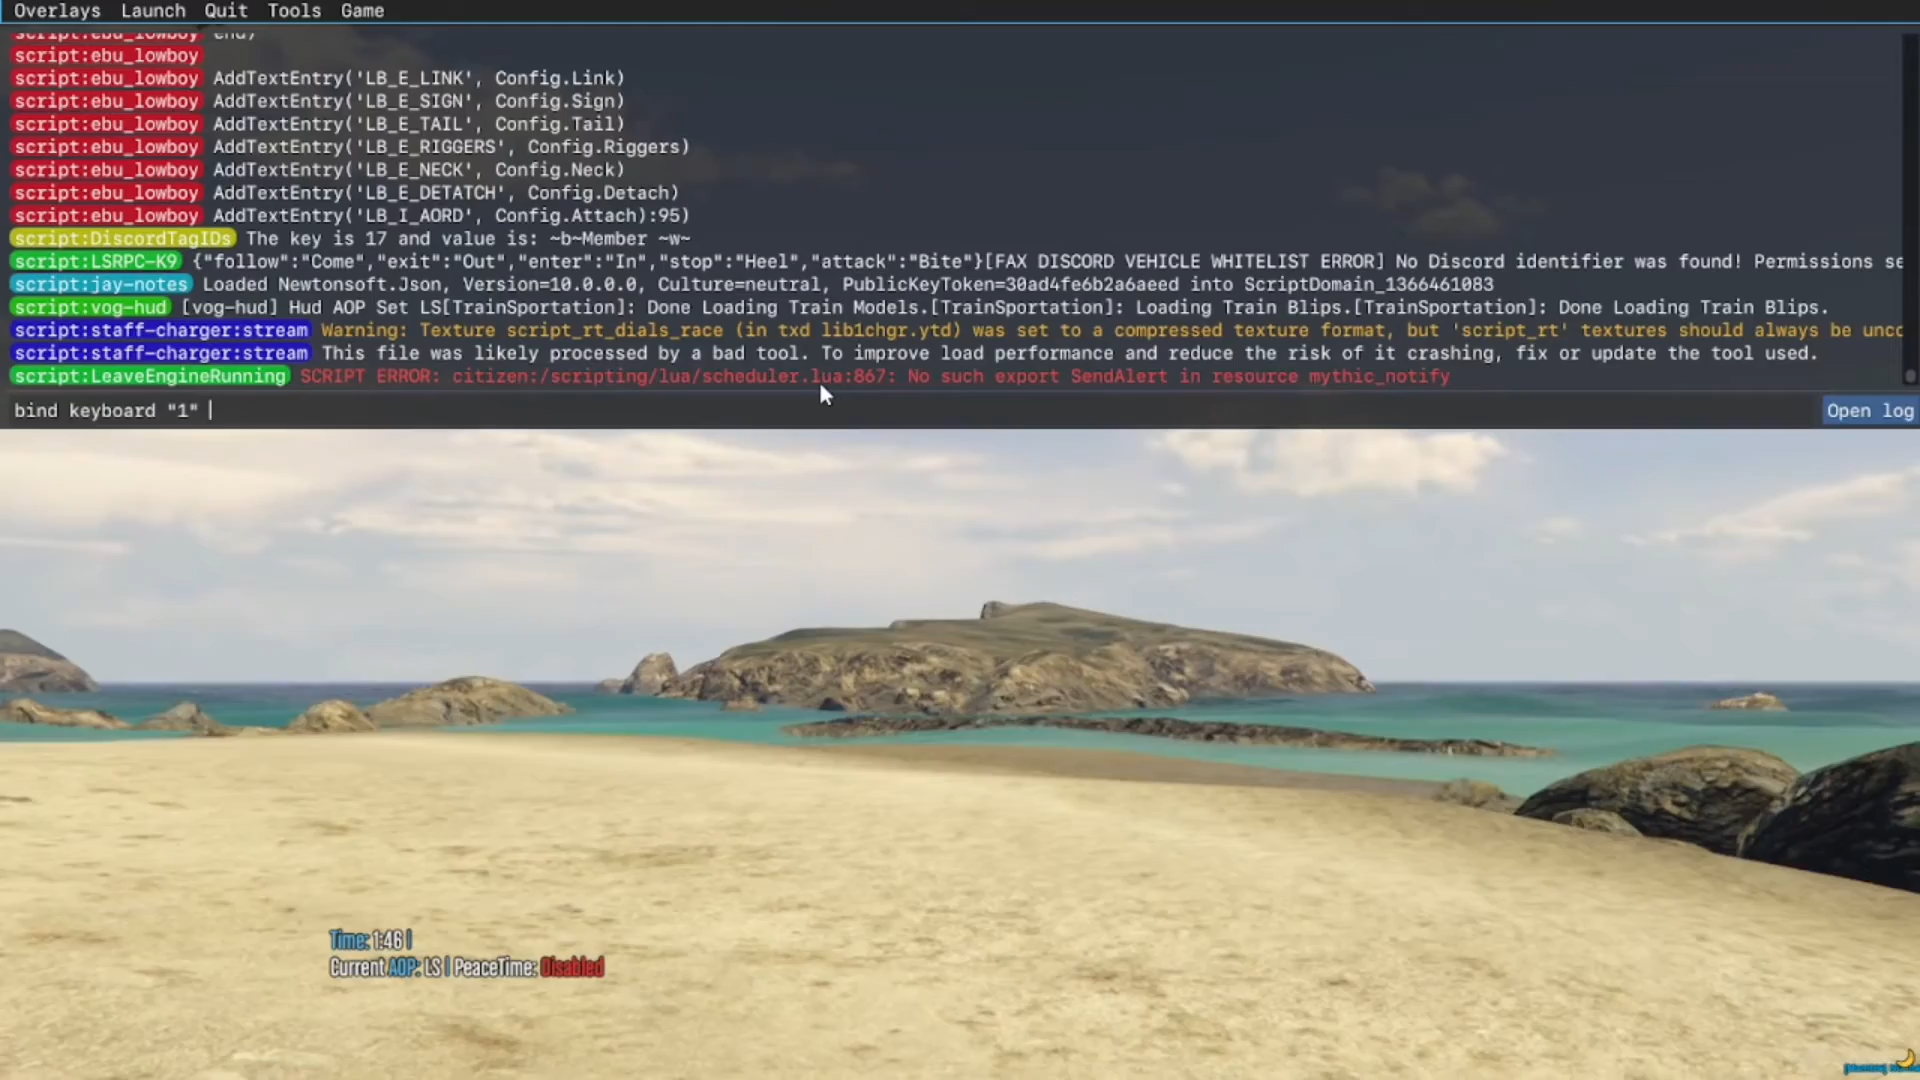 Overlays Launch Quit Tools Game
script:ebu_lowboy end)
script:ebu_lowboy
script:ebu_lowboy AddTextEntry('LB_E_LINK', Config.Link)
script:ebu_lowboy AddTextEntry('LB_E_SIGN', Config.Sign)
script:ebu_lowboy AddTextEntry('LB_E_TAIL', Config.Tail)
script:ebu_lowboy AddTextEntry('LB_E_RIGGERS', Config.Riggers)
script:ebu_lowboy AddTextEntry('LB_E_NECK', Config.Neck)
script:ebu_lowboy AddTextEntry('LB_E_DETATCH', Config.Detach)
script:ebu_lowboy AddTextEntry('LB_I_AORD', Config.Attach):95)
script:DiscordTagIDs The key is 17 and value is: ~b~Member ~w~
script:LSRPC-K9 {"follow":"Come","exit":"Out","enter":"In","stop":"Heel","attack":"Bite"}[FAX DISCORD VEHICLE WHITELIST ERROR] No Discord identifier was found! Permissions se
script:jay-notes Loaded Newtonsoft.Json, Version=10.0.0.0, Culture=neutral, PublicKeyToken=30ad4fe6b2a6aeed into ScriptDomain_1366461083
script:vog-hud [vog-hud] Hud AOP Set LS[TrainSportation]: Done Loading Train Models.[TrainSportation]: Loading Train Blips.[TrainSportation]: Done Loading Train Blips.
script:staff-charger:stream Warning: Texture script_rt_dials_race (in txd lib1chgr.ytd) was set to a compressed texture format, but 'script_rt' textures should always be unco
script:staff-charger:stream This file was likely processed by a bad tool. To improve load performance and reduce the risk of it crashing, fix or update the tool used.
script:LeaveEngineRunning SCRIPT ERROR: citizen:/scripting/lua/scheduler.lua:867: No such export SendAlert in resource mythic_notify
bind keyboard "1"
Open log
Time: 1:46 |
Current AOP: LS | PeaceTime: Disabled